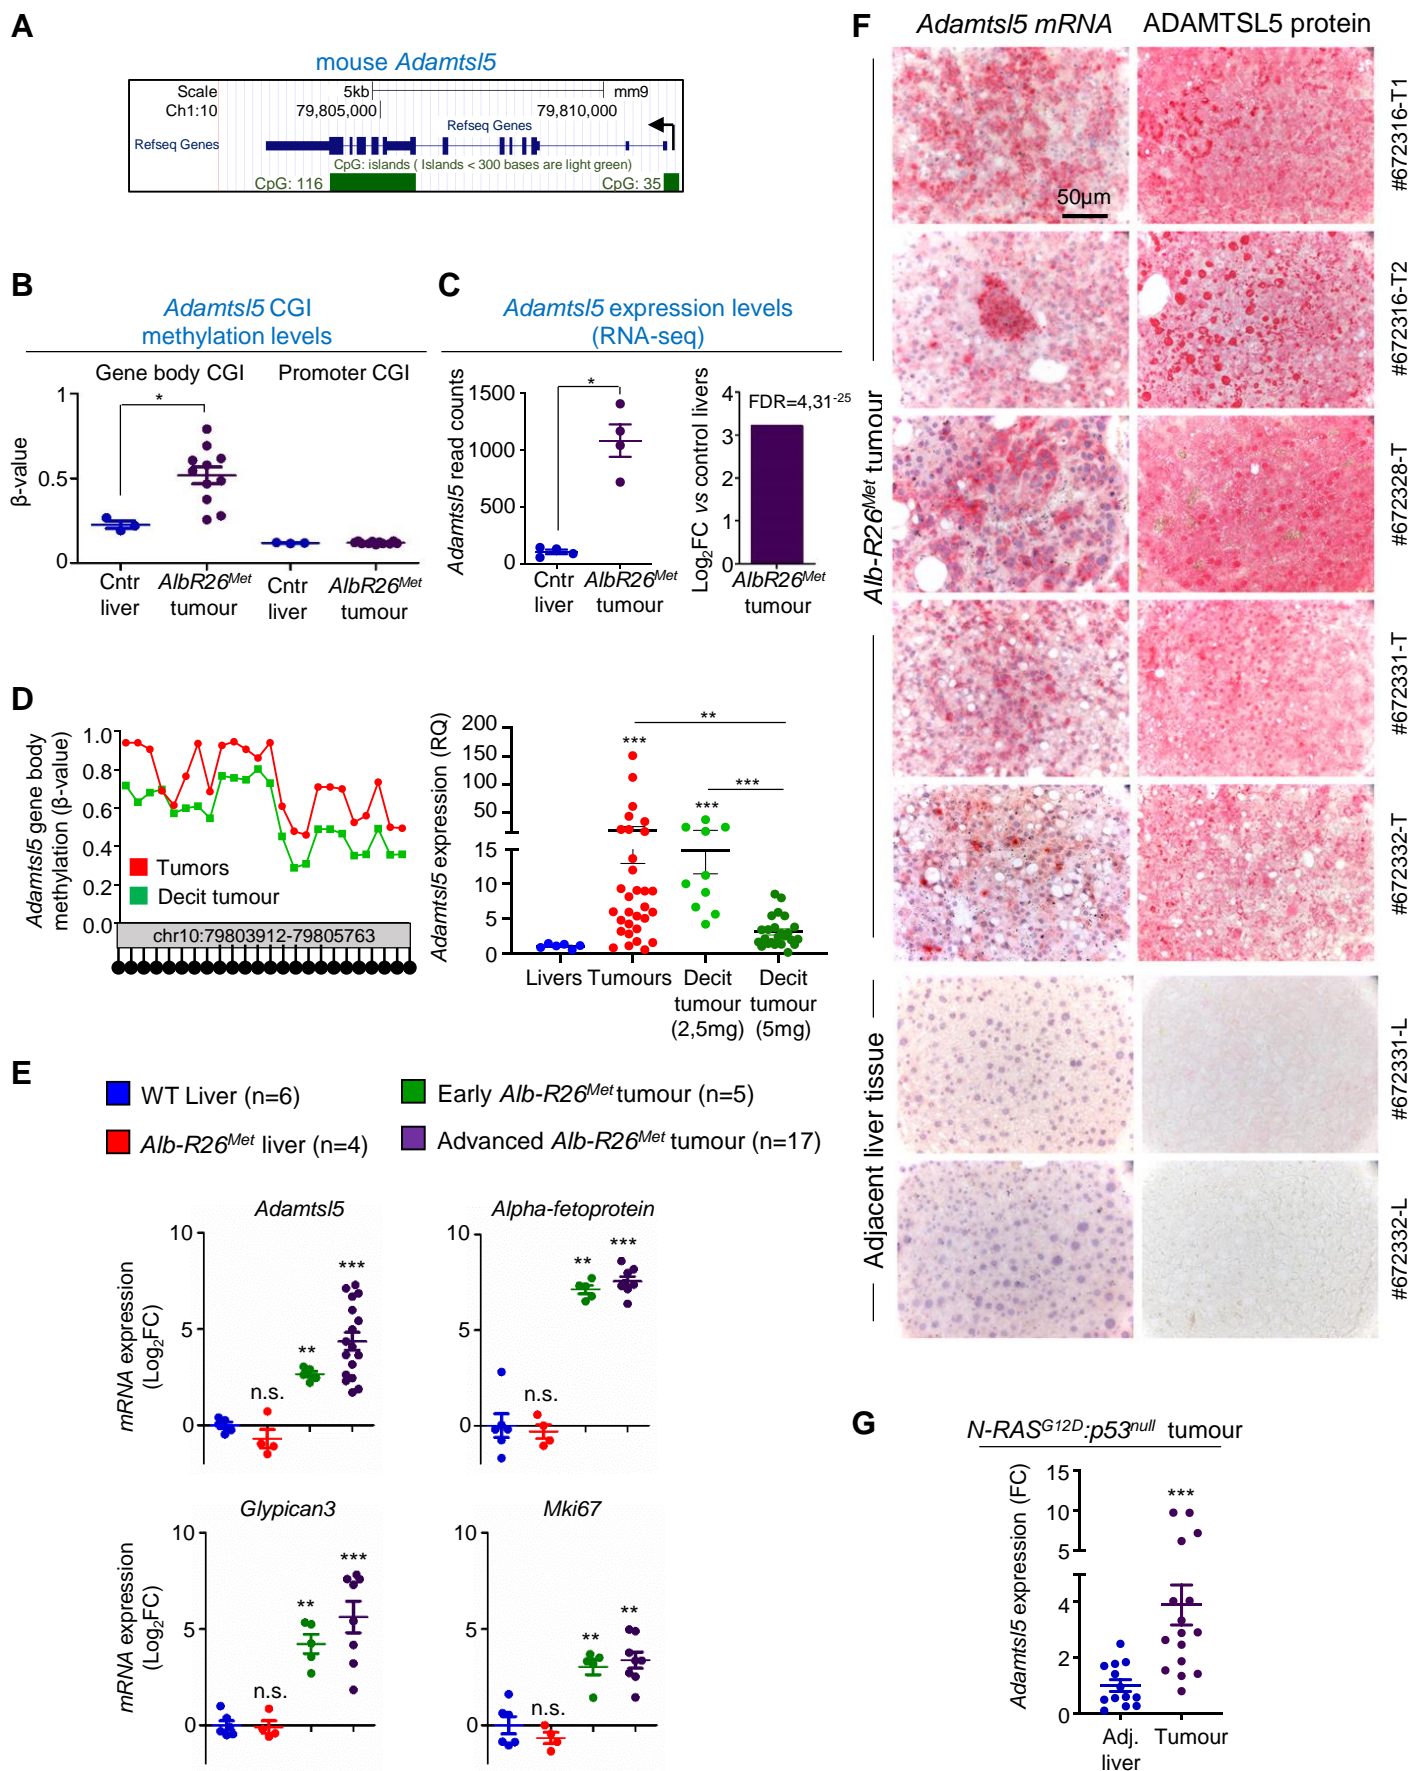 A
mouse Adamtsl5
Scale 5kb mm9
Ch1:10 79,805,000 79,810,000
Refseq Genes
Refseq Genes
CpG: islands ( Islands < 300 bases are light green)
CpG: 116 CpG: 35
B
Adamtsl5 CGI
methylation levels
Gene body CGI Promoter CGI
*
β-value
1
0.5
0
Cntr
liver
AlbR26Met
tumour
Cntr
liver
AlbR26Met
tumour
C
Adamtsl5 expression levels
(RNA-seq)
Adamtsl5 read counts
1500
1000
500
0
*
Cntr
liver
AlbR26Met
tumour
Log2FC vs control livers
4
3
2
1
0
FDR=4,31-25
AlbR26Met
tumour
D
Adamtsl5 gene body
methylation (β-value)
1.0
0.8
0.6
0.4
0.2
0.0
Tumors
Decit tumour
chr10:79803912-79805763
Adamtsl5 expression (RQ)
200
150
100
50
15
10
5
0
**
***
***
***
Livers
Tumours
Decit
tumour
(2,5mg)
Decit
tumour
(5mg)
E
WT Liver (n=6)
Alb-R26Met liver (n=4)
Early Alb-R26Met tumour (n=5)
Advanced Alb-R26Met tumour (n=17)
Adamtsl5
mRNA expression
(Log2FC)
10
5
0
n.s.
**
***
Alpha-fetoprotein
10
5
0
n.s.
**
***
Glypican3
mRNA expression
(Log2FC)
10
5
0
n.s.
**
***
Mki67
10
5
0
n.s.
**
**
F
Adamtsl5 mRNA
ADAMTSL5 protein
50µm
Alb-R26Met tumour
Adjacent liver tissue
#672316-T1
#672316-T2
#672328-T
#672331-T
#672332-T
#672331-L
#672332-L
G
N-RASG12D:p53null tumour
Adamtsl5 expression (FC)
15
10
5
4
2
0
***
Adj.
liver
Tumour